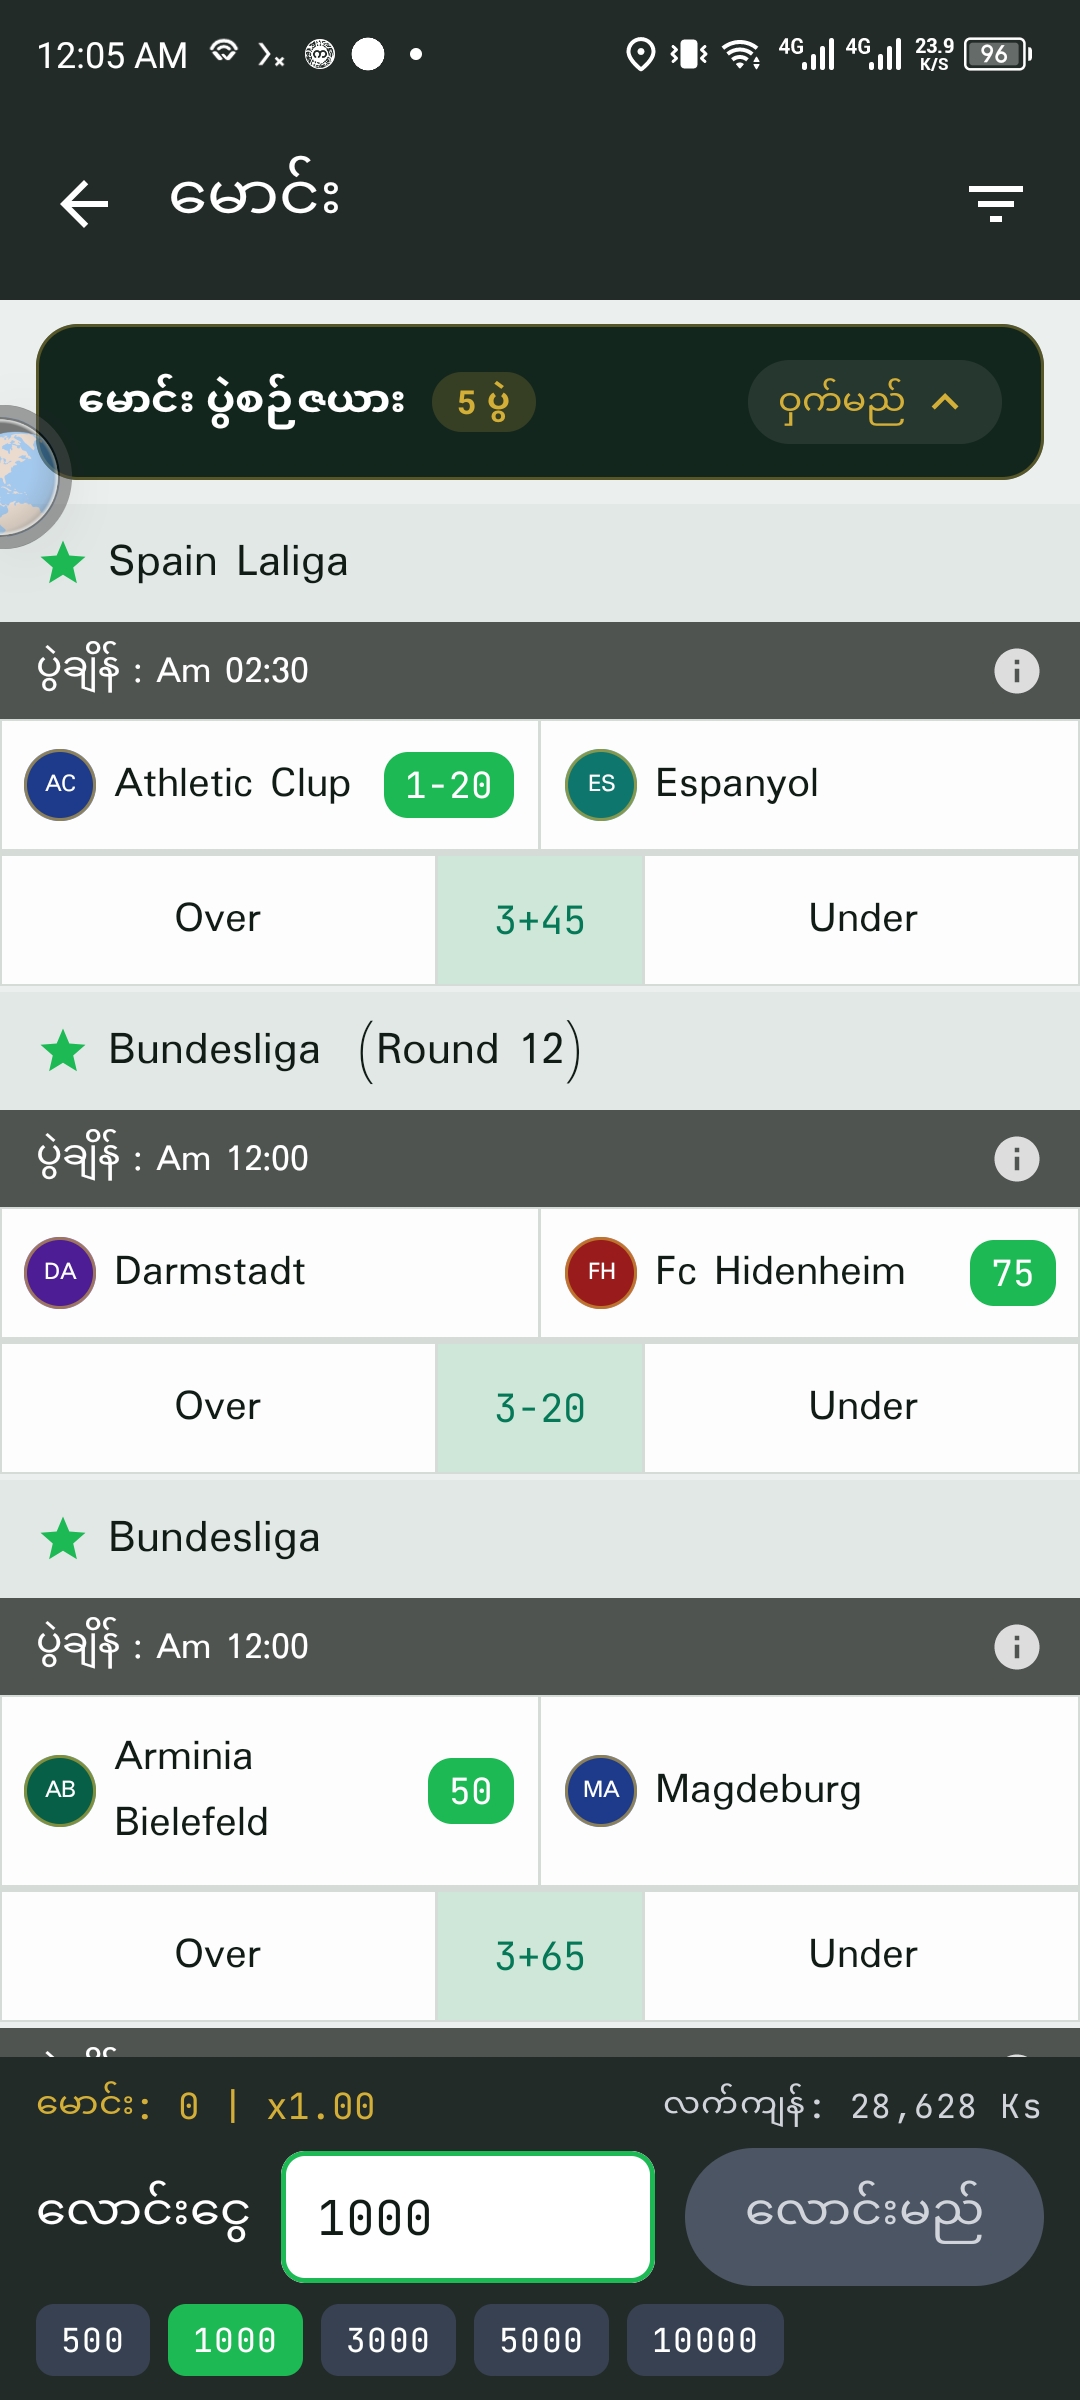 12:05 AM 4G 4G 23.9 K/S 96
မောင်း
မောင်း ပွဲစဉ်ဇယား 5 ပွဲ ဝှက်မည်
Spain Laliga
ပွဲချိန် : Am 02:30
AC Athletic Clup 1-20 ES Espanyol
Over 3+45 Under
Bundesliga (Round 12)
ပွဲချိန် : Am 12:00
DA Darmstadt FH Fc Hidenheim 75
Over 3-20 Under
Bundesliga
ပွဲချိန် : Am 12:00
AB Arminia Bielefeld 50 MA Magdeburg
Over 3+65 Under
မောင်း: 0 | x1.00 လက်ကျန်: 28,628 Ks
လောင်းငွေ 1000 လောင်းမည်
500 1000 3000 5000 10000